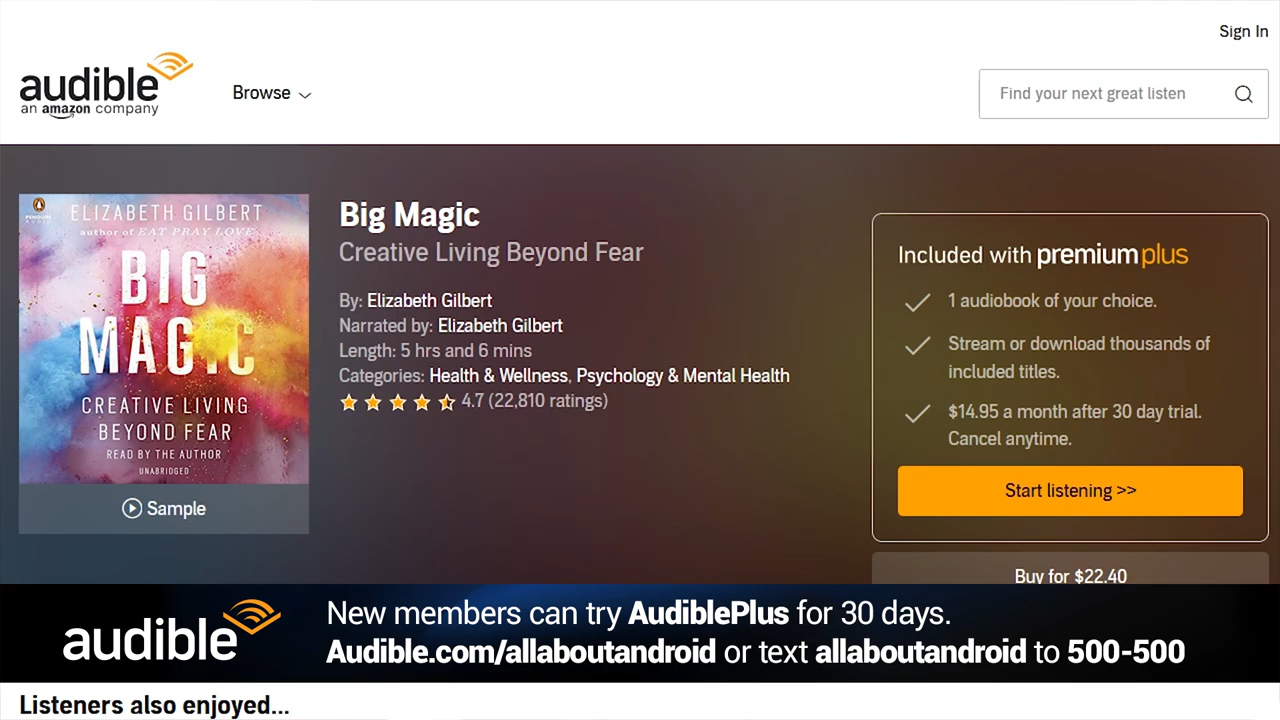 Sign In
audible
an amazon company
Browse
Find your next great listen
PENGUIN
AUDIO
ELIZABETH GILBERT
author of EAT PRAY LOVE
BIG
MAGIC
CREATIVE LIVING
BEYOND FEAR
READ BY THE AUTHOR
UNABRIDGED
Sample
Big Magic
Creative Living Beyond Fear
By: Elizabeth Gilbert
Narrated by: Elizabeth Gilbert
Length: 5 hrs and 6 mins
Categories: Health & Wellness, Psychology & Mental Health
4.7 (22,810 ratings)
Included with premium plus
1 audiobook of your choice.
Stream or download thousands of
included titles.
$14.95 a month after 30 day trial.
Cancel anytime.
Start listening >>
Buy for $22.40
audible
New members can try AudiblePlus for 30 days.
Audible.com/allaboutandroid or text allaboutandroid to 500-500
Listeners also enjoyed...